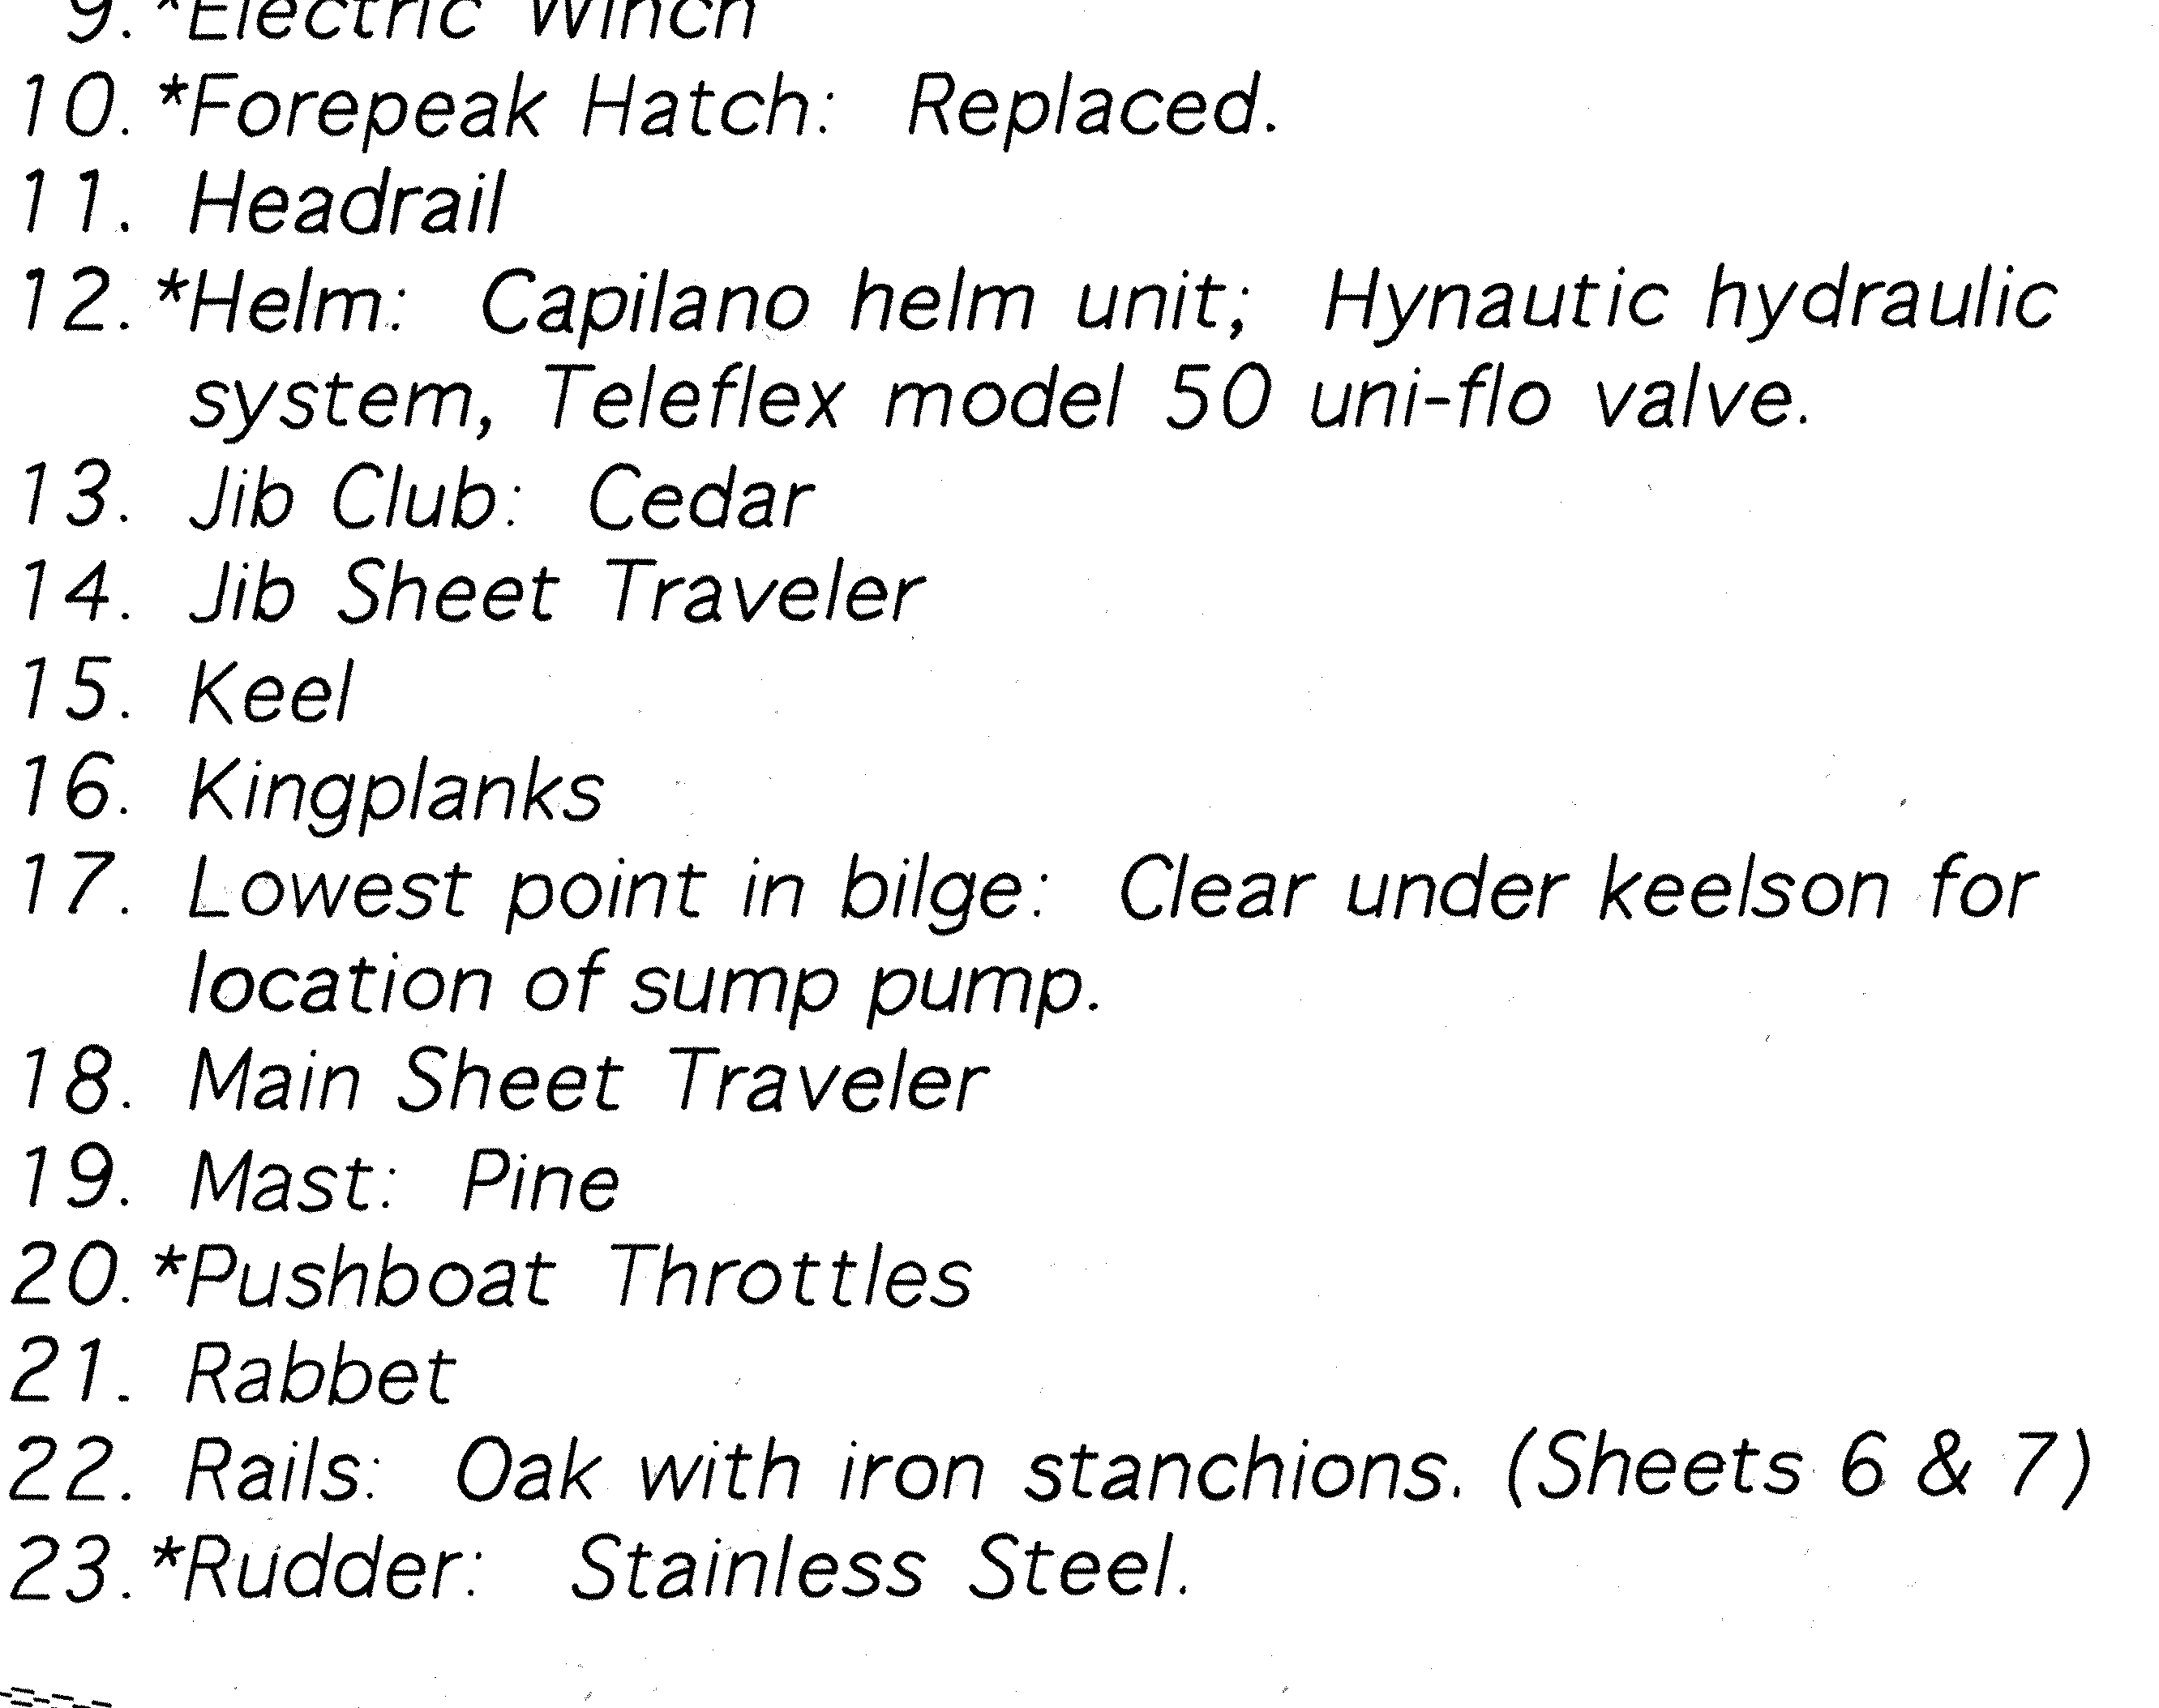 9. *Electric Winch
10. *Forepeak Hatch: Replaced.
11. Headrail
12. *Helm: Capilano helm unit; Hynautic hydraulic
system, Teleflex model 50 uni-flo valve.
13. Jib Club: Cedar
14. Jib Sheet Traveler
15. Keel
16. Kingplanks
17. Lowest point in bilge: Clear under keelson for
location of sump pump.
18. Main Sheet Traveler
19. Mast: Pine
20. *Pushboat Throttles
21. Rabbet
22. Rails: Oak with iron stanchions. (Sheets 6 & 7)
23. *Rudder: Stainless Steel.